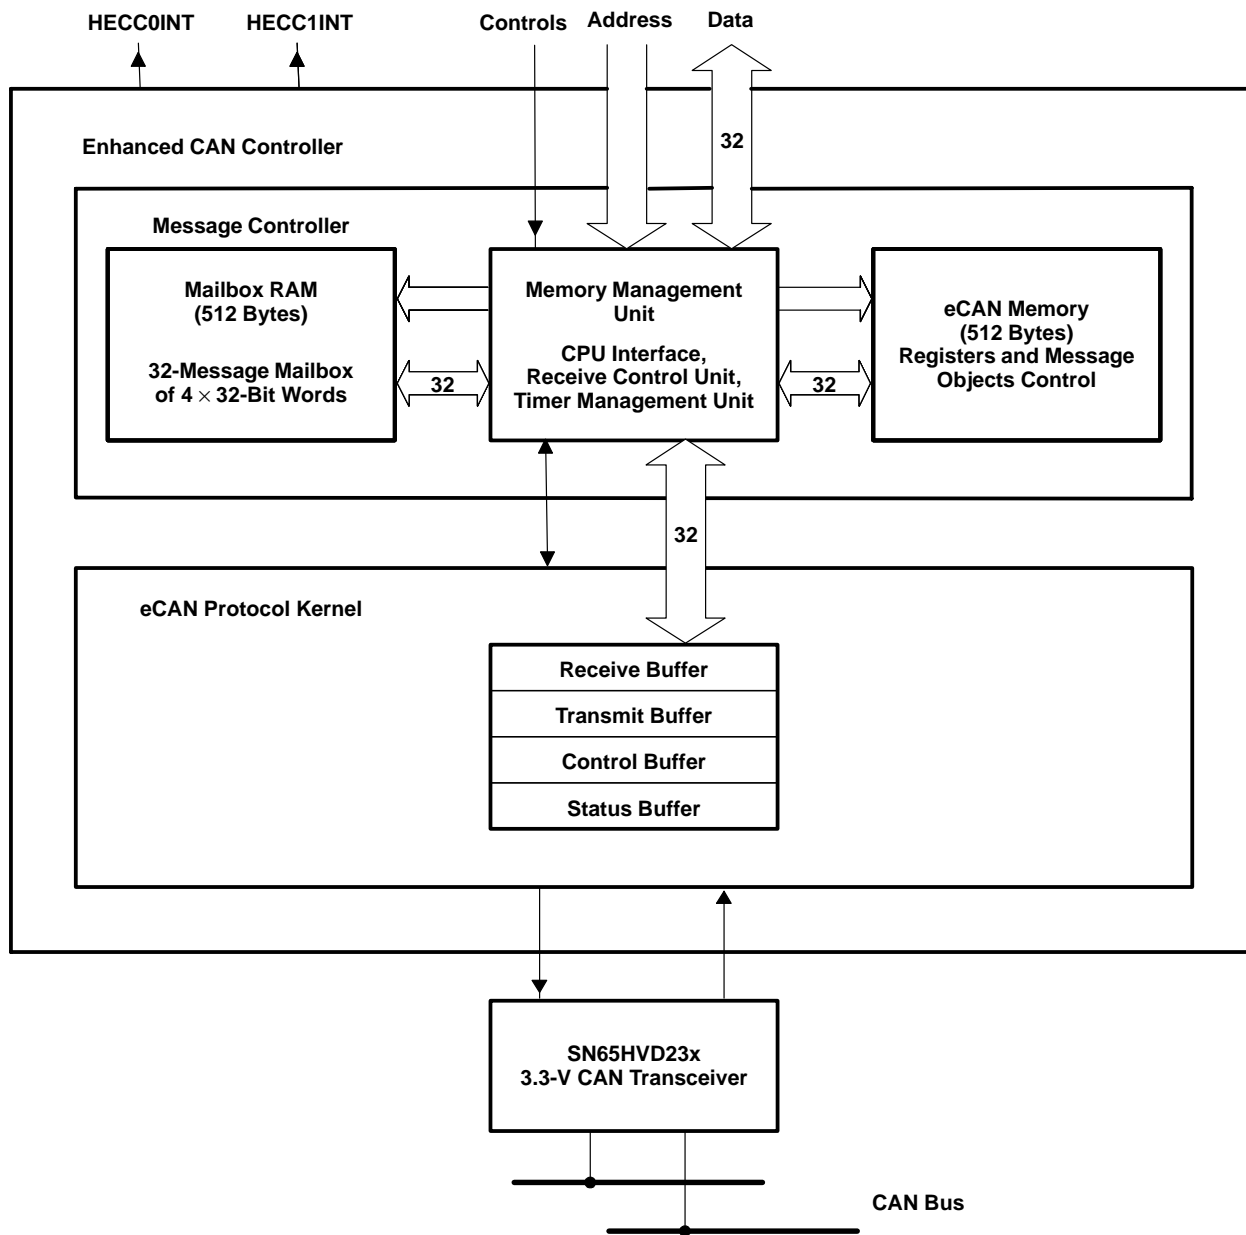 HECC0INT
HECC1INT
Controls
Address
Data
32
Enhanced CAN Controller
Message Controller
Mailbox RAM
(512 Bytes)
32-Message Mailbox
of 4 × 32-Bit Words
32
Memory Management
Unit
CPU Interface,
Receive Control Unit,
Timer Management Unit
32
eCAN Memory
(512 Bytes)
Registers and Message
Objects Control
32
eCAN Protocol Kernel
Receive Buffer
Transmit Buffer
Control Buffer
Status Buffer
SN65HVD23x
3.3-V CAN Transceiver
CAN Bus